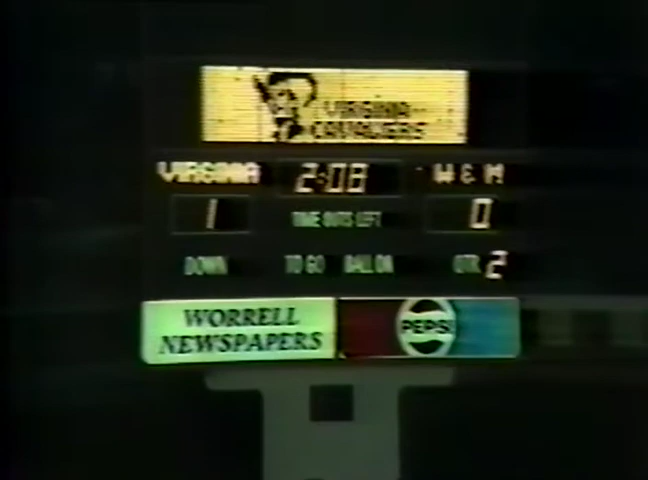 VIRGINIA
CAVALIERS
VIRGINIA 2:08 W & M
1 TIME OUTS LEFT 0
DOWN TO GO BALL ON QTR 2
WORRELL
NEWSPAPERS
PEPSI